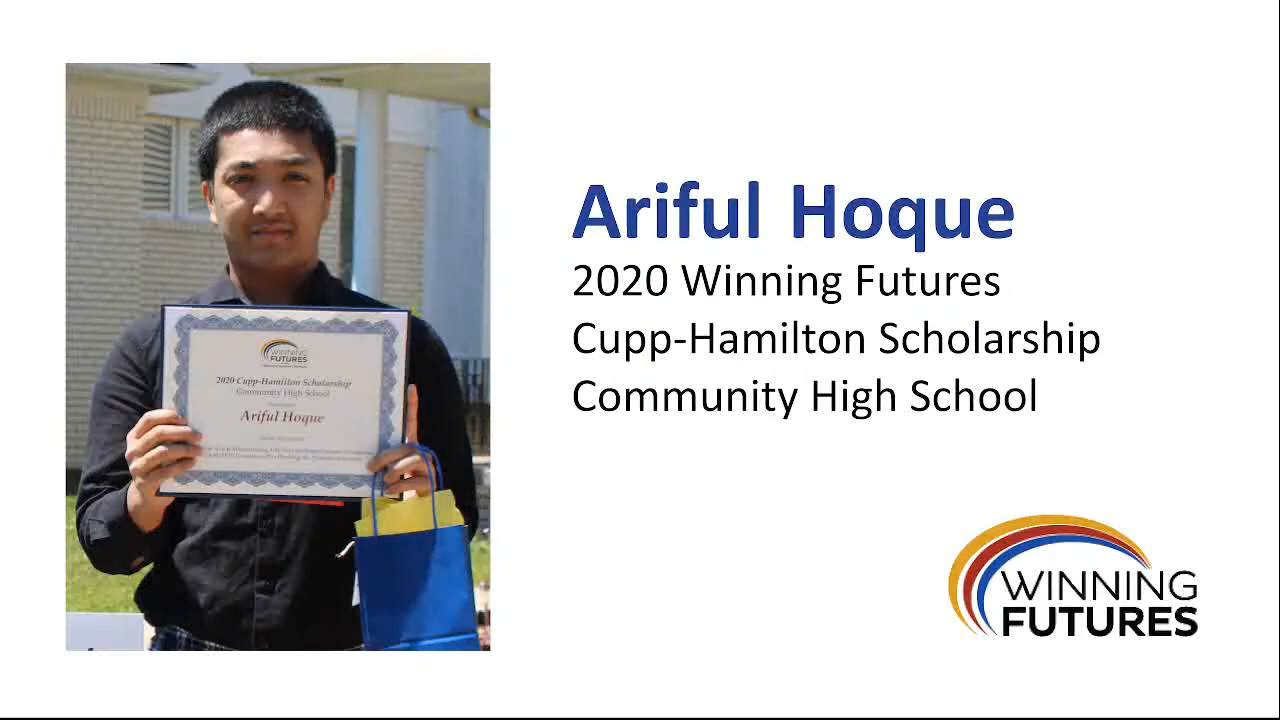 Ariful Hoque
2020 Winning Futures
Cupp-Hamilton Scholarship
Community High School
WINNING
FUTURES
WINNING
FUTURES
2020 Cupp-Hamilton Scholarship
Community High School
Ariful Hoque